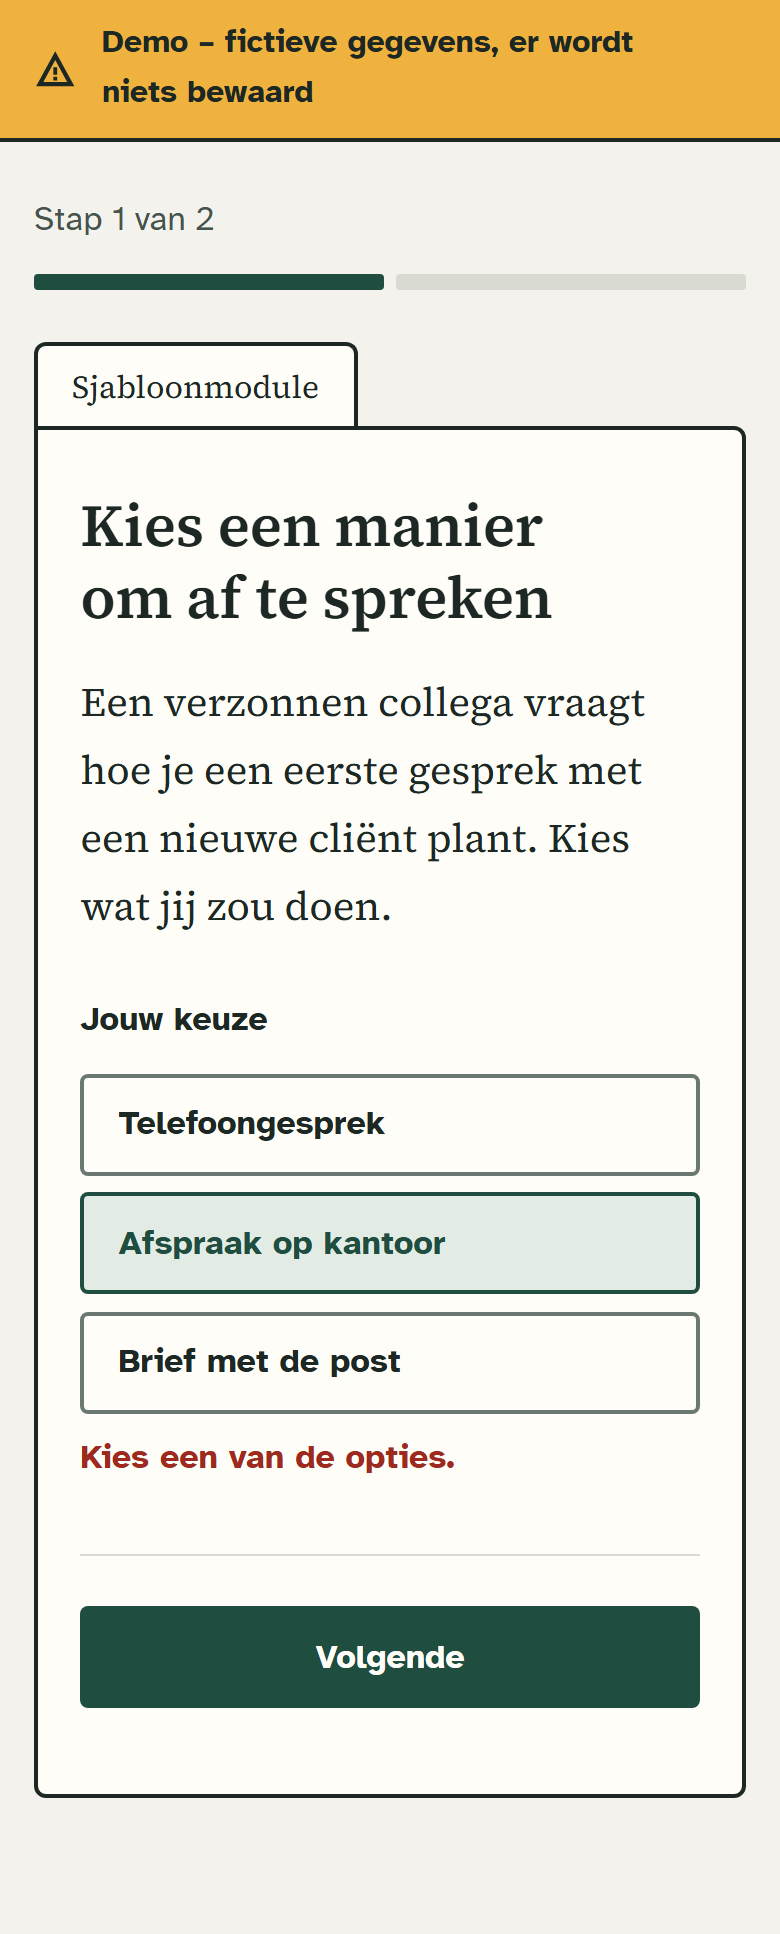 Demo – fictieve gegevens, er wordt
niets bewaard
Stap 1 van 2
Sjabloonmodule
Kies een manier
om af te spreken
Een verzonnen collega vraagt
hoe je een eerste gesprek met
een nieuwe cliënt plant. Kies
wat jij zou doen.
Jouw keuze
Telefoongesprek
Afspraak op kantoor
Brief met de post
Kies een van de opties.
Volgende